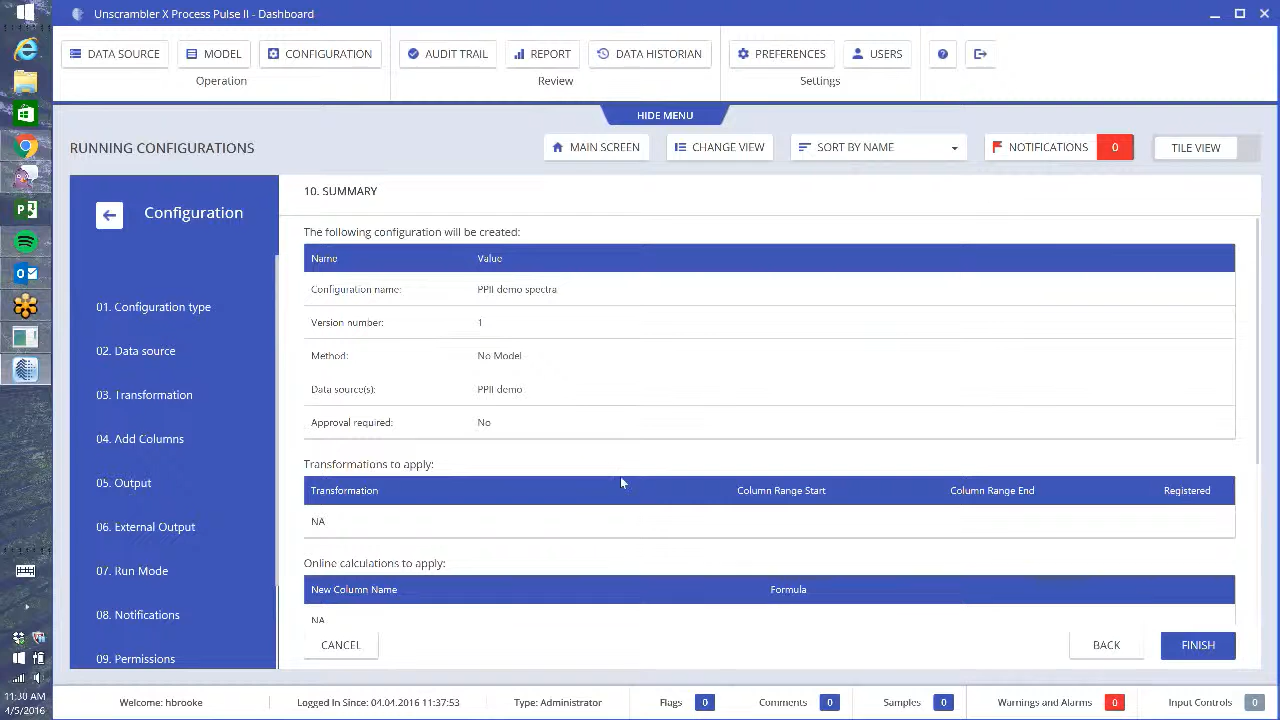 Unscrambler X Process Pulse II - Dashboard
DATA SOURCE MODEL CONFIGURATION AUDIT TRAIL REPORT DATA HISTORIAN PREFERENCES USERS ?
Operation Review Settings
HIDE MENU
RUNNING CONFIGURATIONS MAIN SCREEN CHANGE VIEW SORT BY NAME NOTIFICATIONS 0 TILE VIEW
Configuration
01. Configuration type
02. Data source
03. Transformation
04. Add Columns
05. Output
06. External Output
07. Run Mode
08. Notifications
09. Permissions
10. SUMMARY
The following configuration will be created:
Name Value
Configuration name: PPII demo spectra
Version number: 1
Method: No Model
Data source(s): PPII demo
Approval required: No
Transformations to apply:
Transformation Column Range Start Column Range End Registered
NA
Online calculations to apply:
New Column Name Formula
NA
CANCEL BACK FINISH
11:30 AM
4/5/2016
Welcome: hbrooke Logged In Since: 04.04.2016 11:37:53 Type: Administrator Flags 0 Comments 0 Samples 0 Warnings and Alarms 0 Input Controls 0